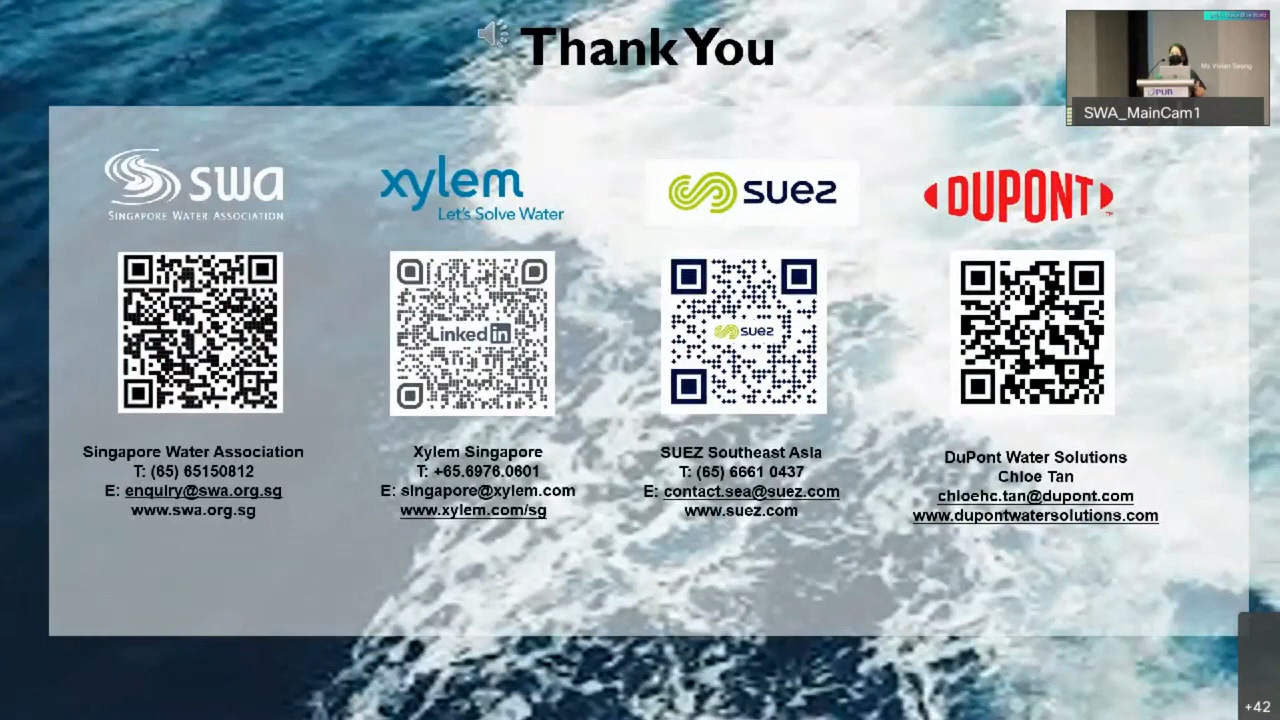 Thank You
SWA_MainCam1
PUB
swa
SINGAPORE WATER ASSOCIATION
xylem
Let's Solve Water
suez
DUPONT
Linked in
suez
Singapore Water Association
T: (65) 65150812
E: enquiry@swa.org.sg
www.swa.org.sg
Xylem Singapore
T: +65.6976.0601
E: singapore@xylem.com
www.xylem.com/sg
SUEZ Southeast Asia
T: (65) 6661 0437
E: contact.sea@suez.com
www.suez.com
DuPont Water Solutions
Chloe Tan
chloehc.tan@dupont.com
www.dupontwatersolutions.com
+42